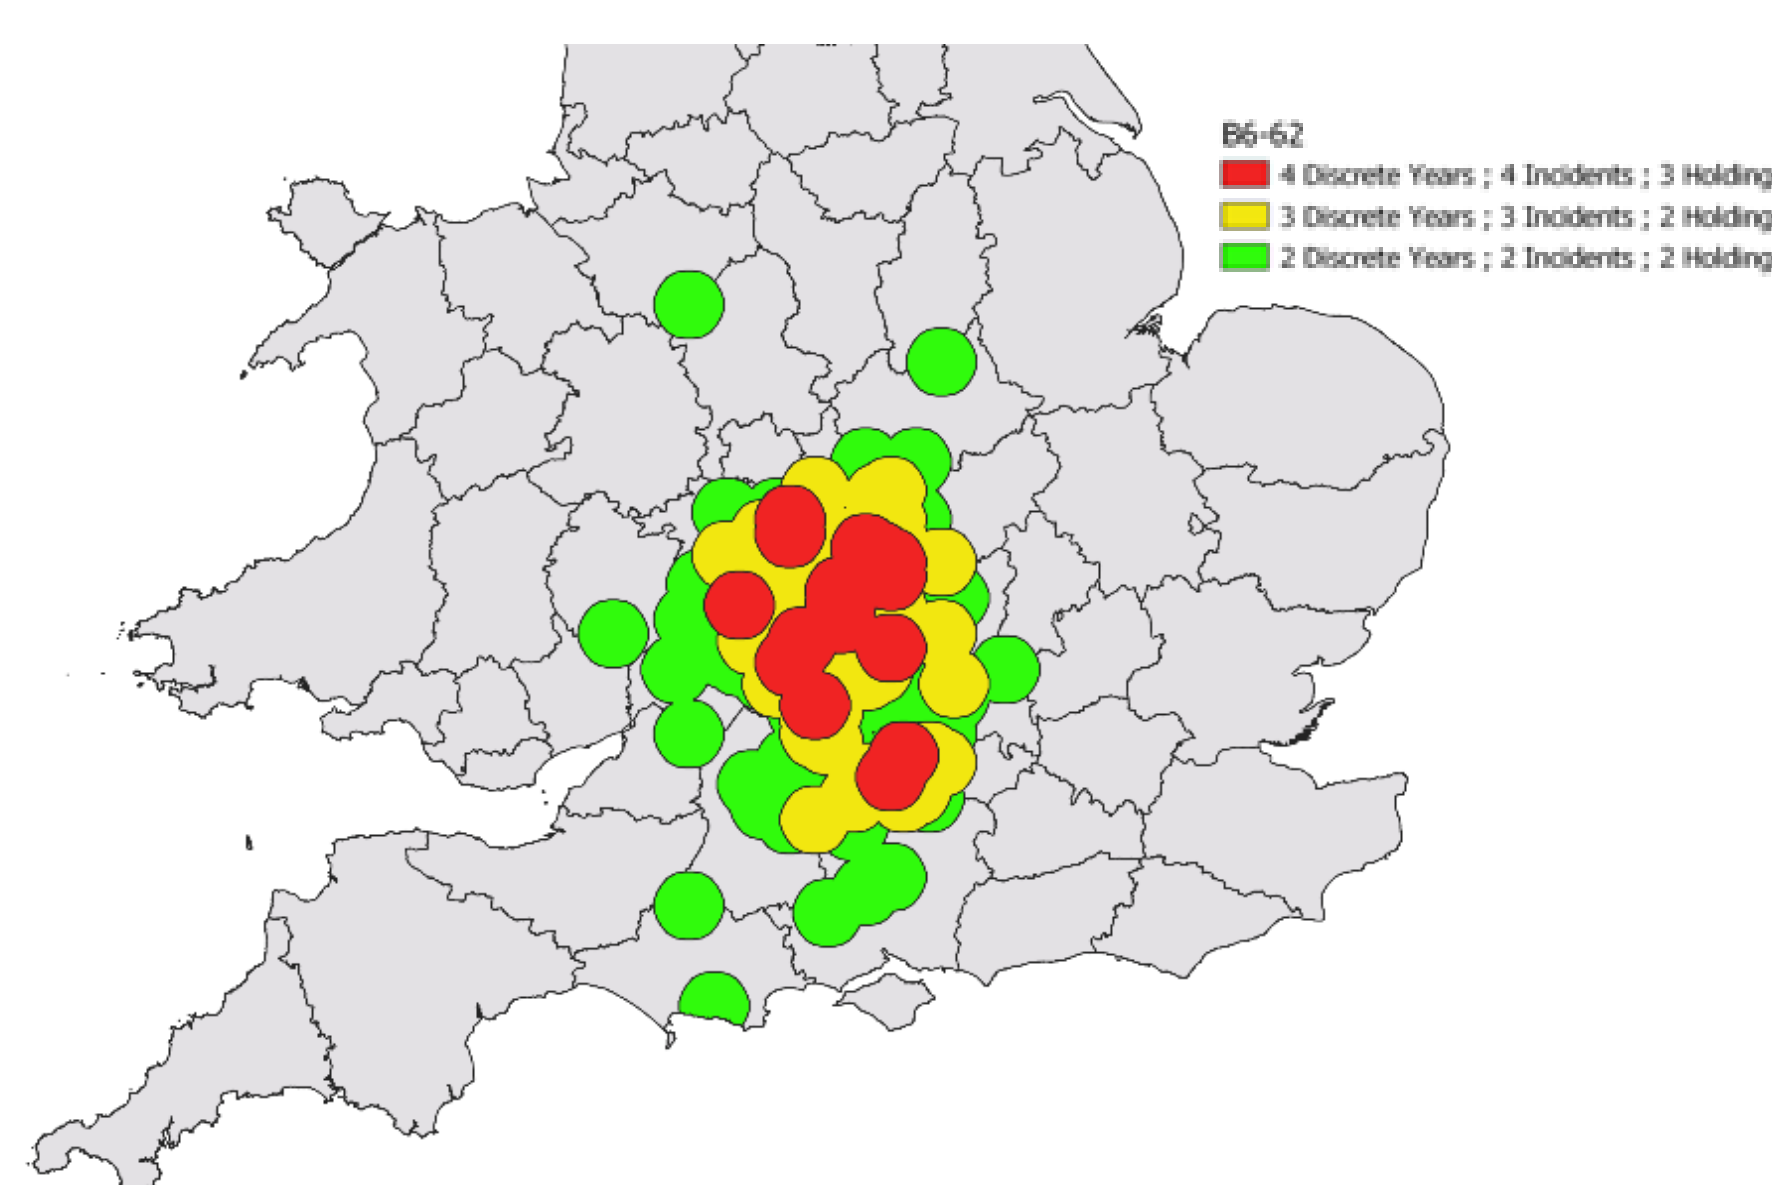 B6-62
4 Discrete Years ; 4 Incidents ; 3 Holding
3 Discrete Years ; 3 Incidents ; 2 Holding
2 Discrete Years ; 2 Incidents ; 2 Holding